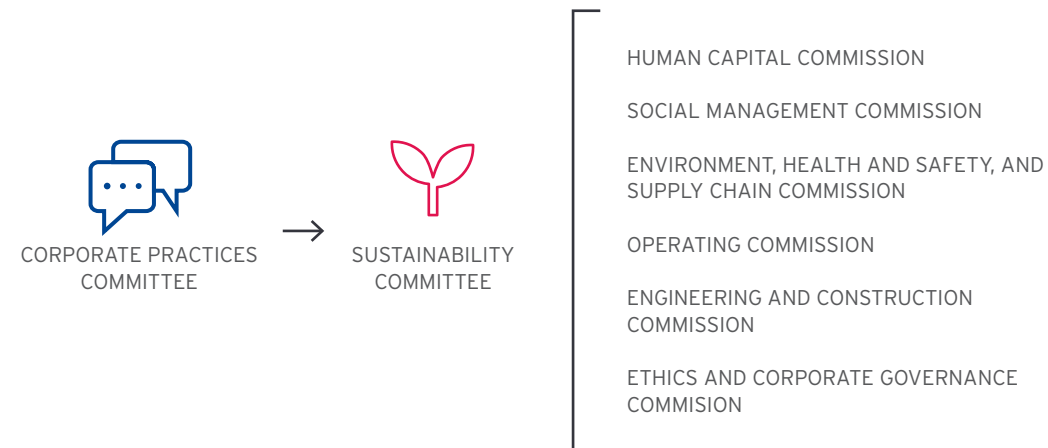 CORPORATE PRACTICES
COMMITTEE
SUSTAINABILITY
COMMITTEE
HUMAN CAPITAL COMMISSION
SOCIAL MANAGEMENT COMMISSION
ENVIRONMENT, HEALTH AND SAFETY, AND
SUPPLY CHAIN COMMISSION
OPERATING COMMISSION
ENGINEERING AND CONSTRUCTION
COMMISSION
ETHICS AND CORPORATE GOVERNANCE
COMMISION